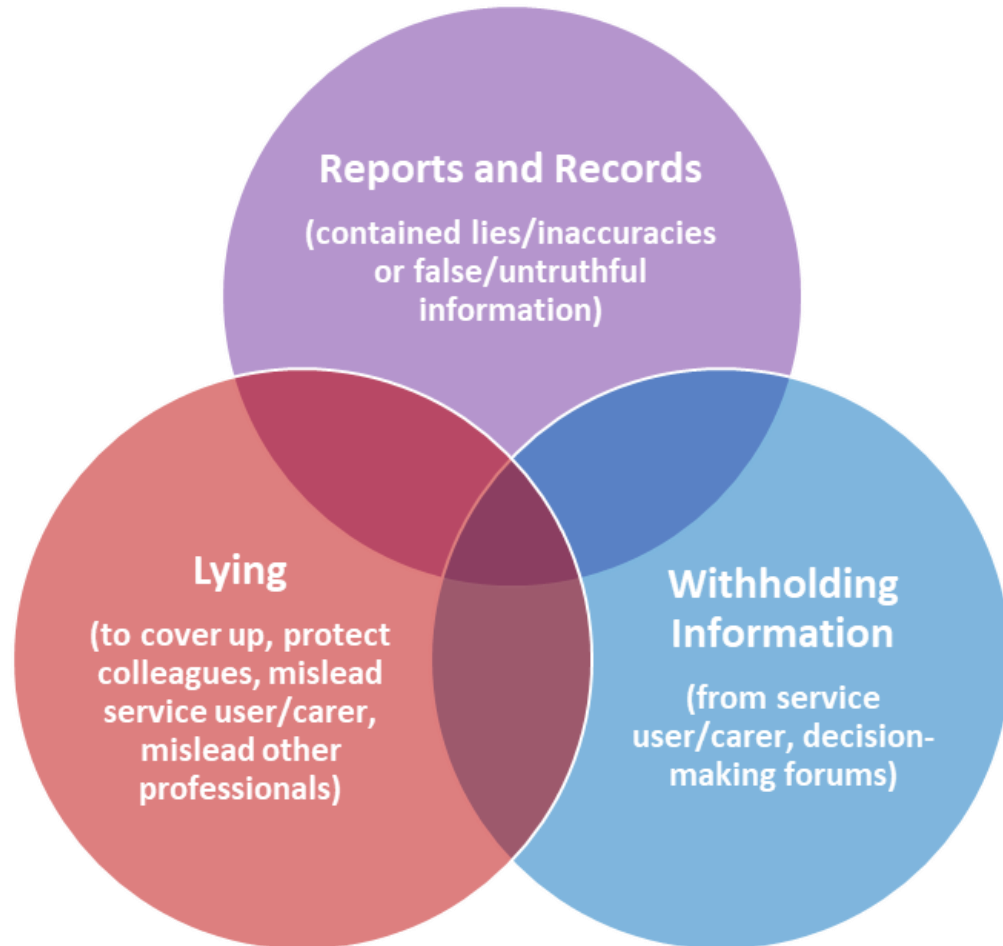 Reports and Records
(contained lies/inaccuracies
or false/untruthful
information)
Lying
(to cover up, protect
colleagues, mislead
service user/carer,
mislead other
professionals)
Withholding
Information
(from service
user/carer, decision-
making forums)